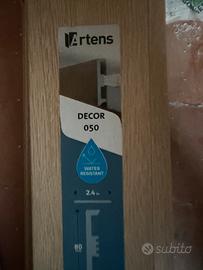 Artens
DECOR
050
WATER
RESISTANT
2.4
80
subito